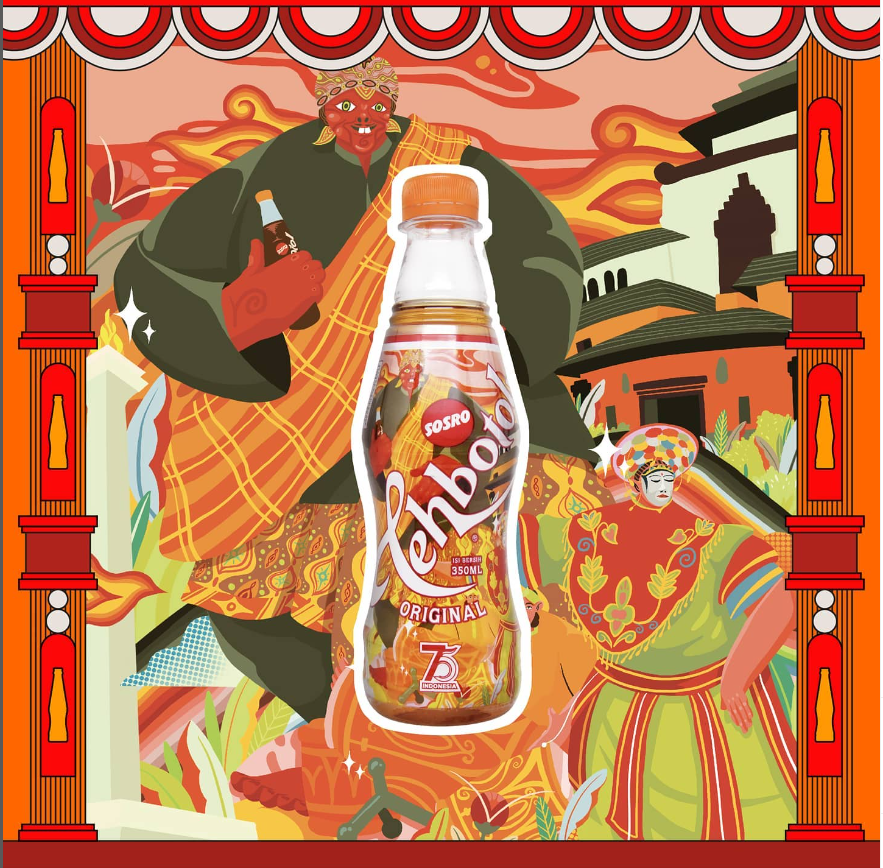 SOSRO
Tehbotol
ISI BERSIH
350ML
ORIGINAL
75
INDONESIA